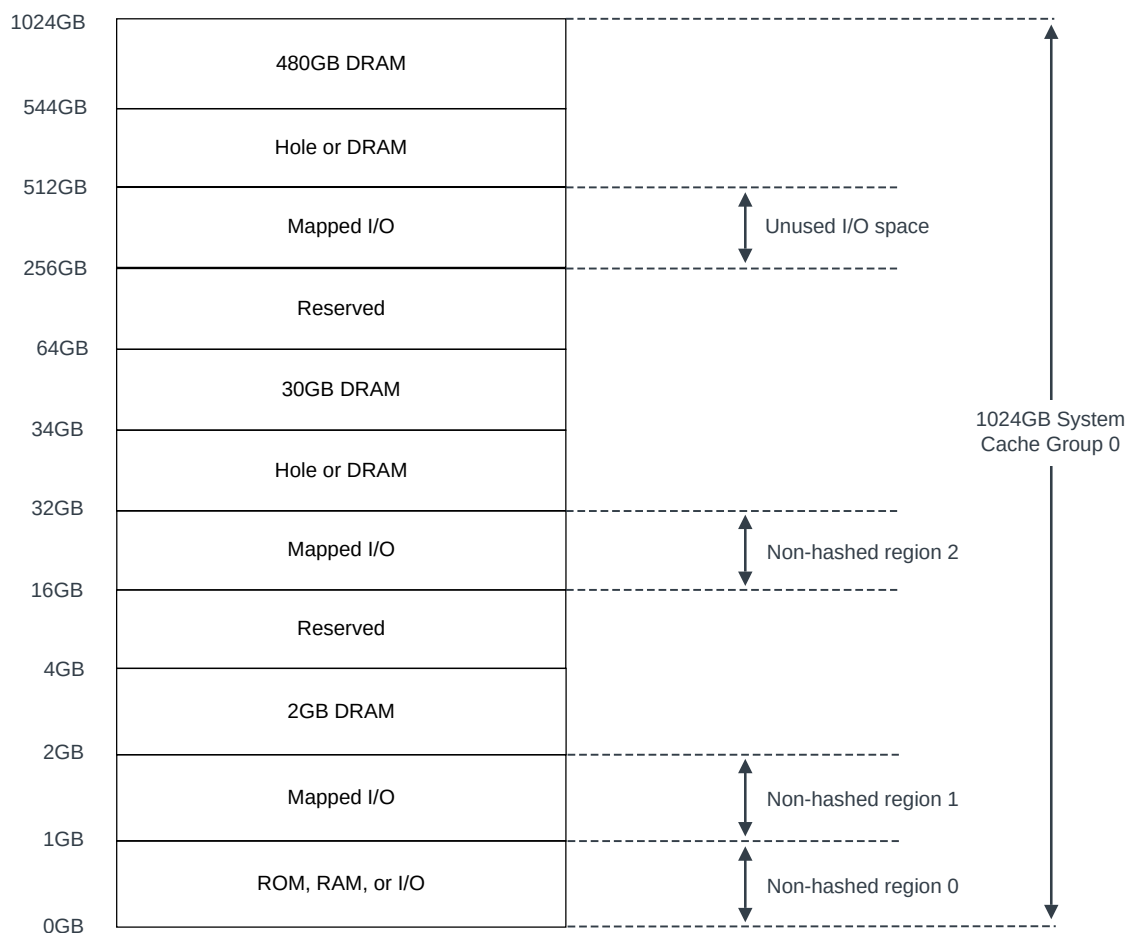 1024GB
480GB DRAM
544GB
Hole or DRAM
512GB
Mapped I/O
Unused I/O space
256GB
Reserved
64GB
30GB DRAM
34GB
1024GB System
Cache Group 0
Hole or DRAM
32GB
Mapped I/O
Non-hashed region 2
16GB
Reserved
4GB
2GB DRAM
2GB
Mapped I/O
Non-hashed region 1
1GB
ROM, RAM, or I/O
Non-hashed region 0
0GB